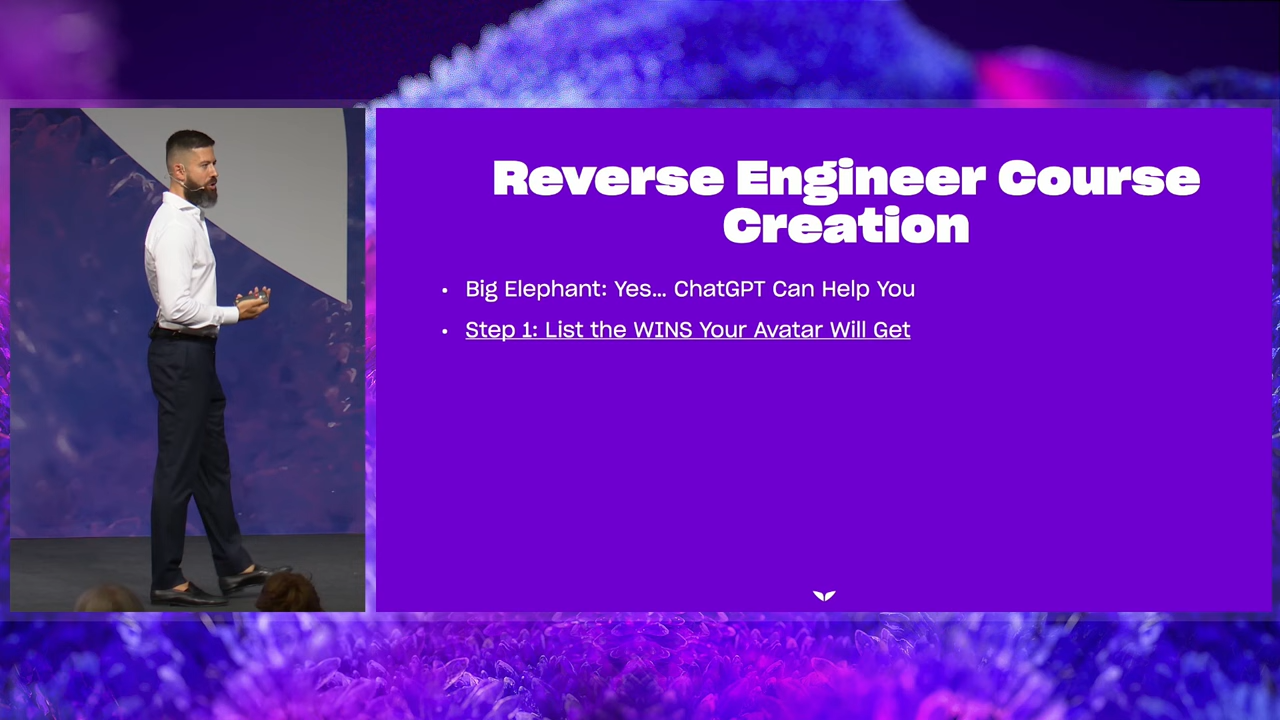 Reverse Engineer Course
Creation
• Big Elephant: Yes... ChatGPT Can Help You
• Step 1: List the WINS Your Avatar Will Get